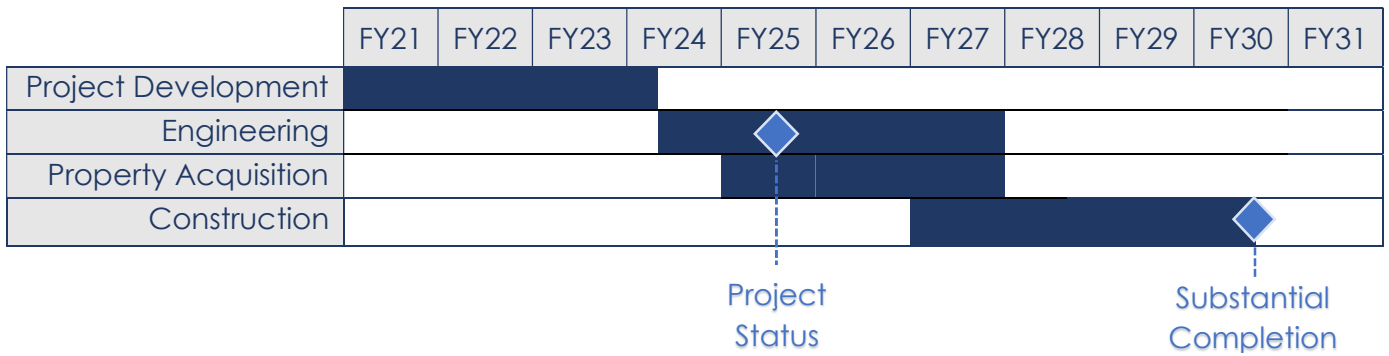 FY21 FY22 FY23 FY24 FY25 FY26 FY27 FY28 FY29 FY30 FY31
Project Development
Engineering
Property Acquisition
Construction
Project
Status
Substantial
Completion